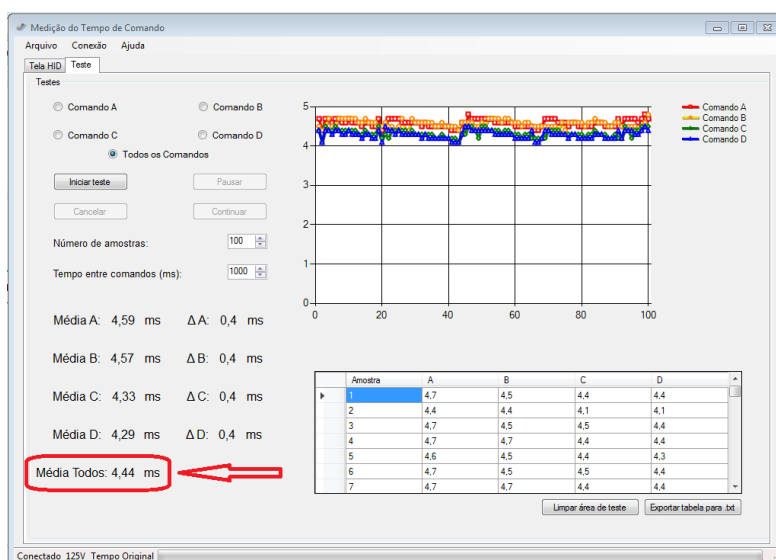 Medição do Tempo de Comando
Arquivo Conexão Ajuda
Tela HID Teste
Testes
Comando A Comando B
Comando C Comando D
Todos os Comandos
Iniciar teste Pausar
Cancelar Continuar
Número de amostras: 100
Tempo entre comandos (ms): 1000
Média A: 4,59 ms Δ A: 0,4 ms
Média B: 4,57 ms Δ B: 0,4 ms
Média C: 4,33 ms Δ C: 0,4 ms
Média D: 4,29 ms Δ D: 0,4 ms
Média Todos: 4,44 ms
5
4
3
2
1
0
0 20 40 60 80 100
Comando A
Comando B
Comando C
Comando D
Amostra A B C D
1 4,7 4,5 4,4 4,4
2 4,4 4,4 4,1 4,1
3 4,7 4,5 4,5 4,4
4 4,7 4,7 4,4 4,4
5 4,6 4,5 4,4 4,3
6 4,7 4,5 4,5 4,4
7 4,7 4,7 4,4 4,4
Limpar área de teste Exportar tabela para .txt
Conectado 125V Tempo Original